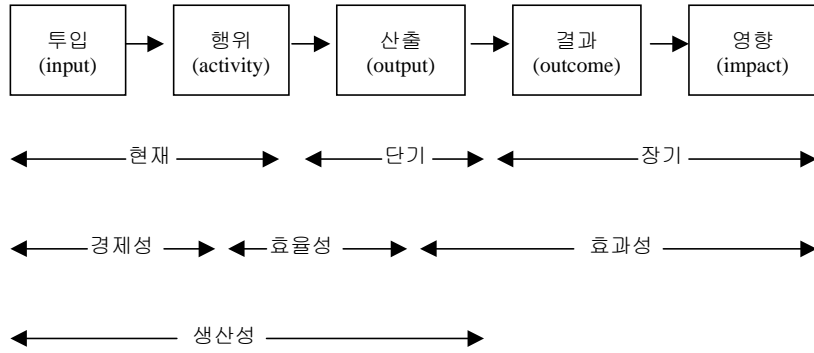 투입
(input)
행위
(activity)
산출
(output)
결과
(outcome)
영향
(impact)
현재
단기
장기
경제성
효율성
효과성
생산성